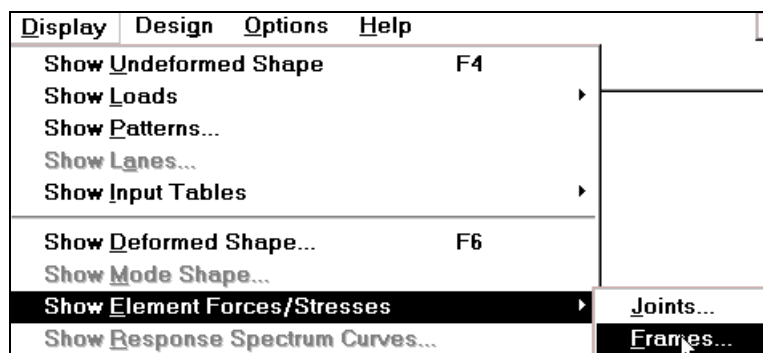 Display Design Options Help
Show Undeformed Shape F4
Show Loads
Show Patterns...
Show Lanes...
Show Input Tables
Show Deformed Shape... F6
Show Mode Shape...
Show Element Forces/Stresses
Joints...
Show Response Spectrum Curves...
Frames...